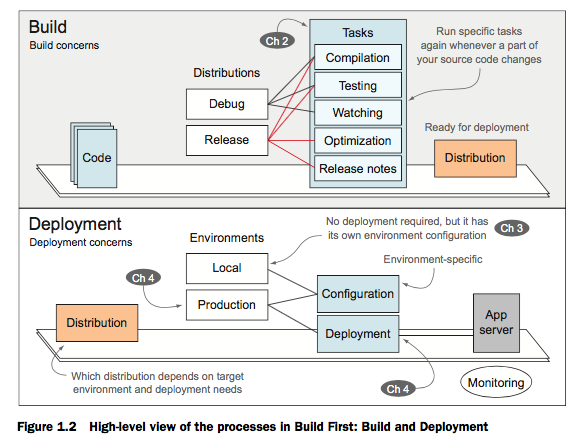 Build
Build concerns
Ch 2
Tasks
Compilation
Testing
Watching
Optimization
Release notes
Run specific tasks
again whenever a part of
your source code changes
Distributions
Debug
Release
Code
Ready for deployment
Distribution
Deployment
Deployment concerns
No deployment required, but it has
its own environment configuration
Ch 3
Environments
Local
Production
Ch 4
Environment-specific
Configuration
Deployment
Distribution
App
server
Which distribution depends on target
environment and deployment needs
Ch 4
Monitoring
Figure 1.2 High-level view of the processes in Build First: Build and Deployment